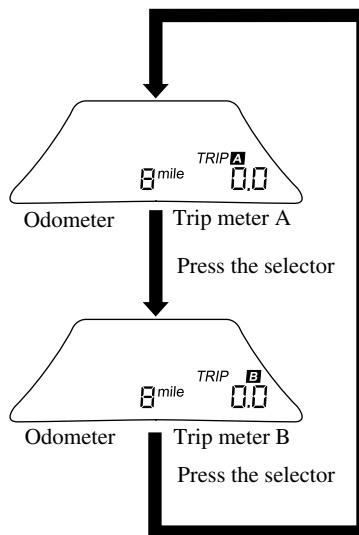 TRIP A
8 mile 0.0
Odometer Trip meter A
Press the selector
TRIP B
8 mile 0.0
Odometer Trip meter B
Press the selector